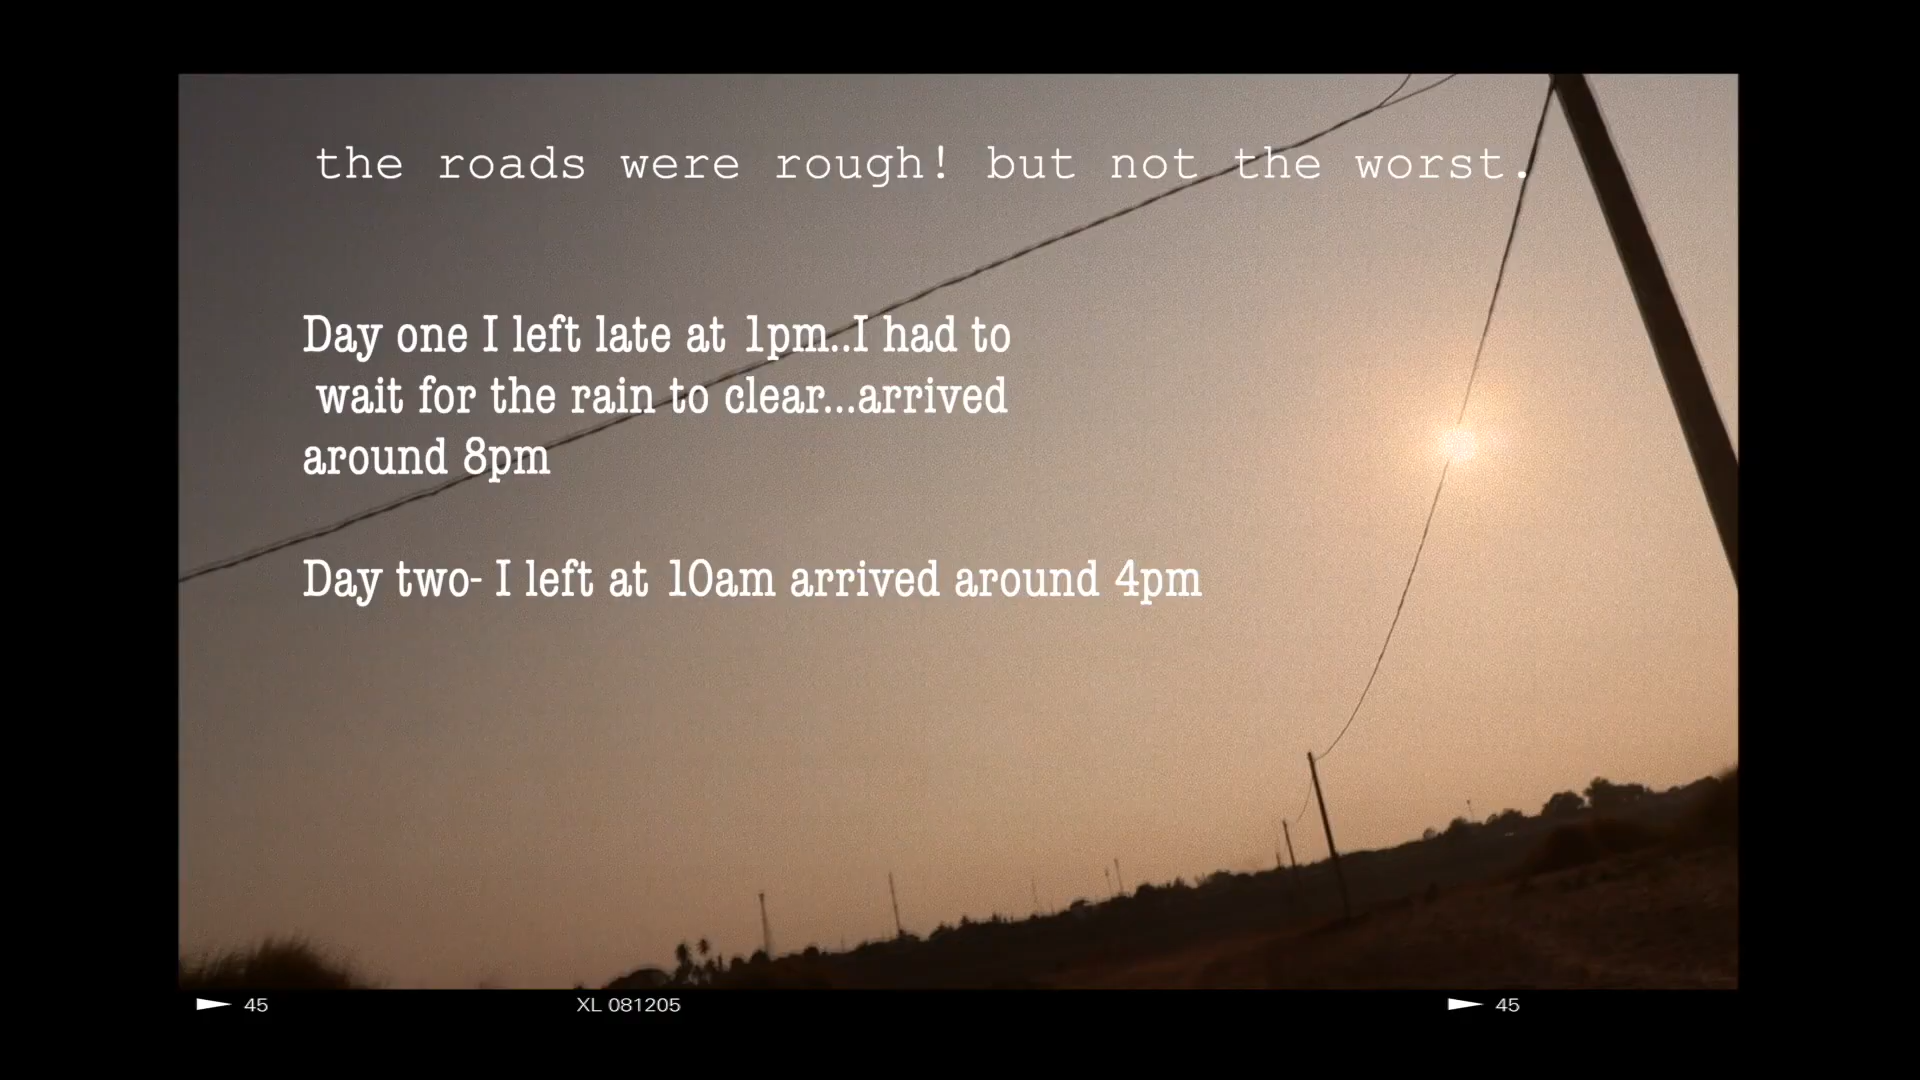 the roads were rough! but not the worst.
Day one I left late at 1pm..I had to
wait for the rain to clear...arrived
around 8pm
Day two- I left at 10am arrived around 4pm
45 XL 081205 45